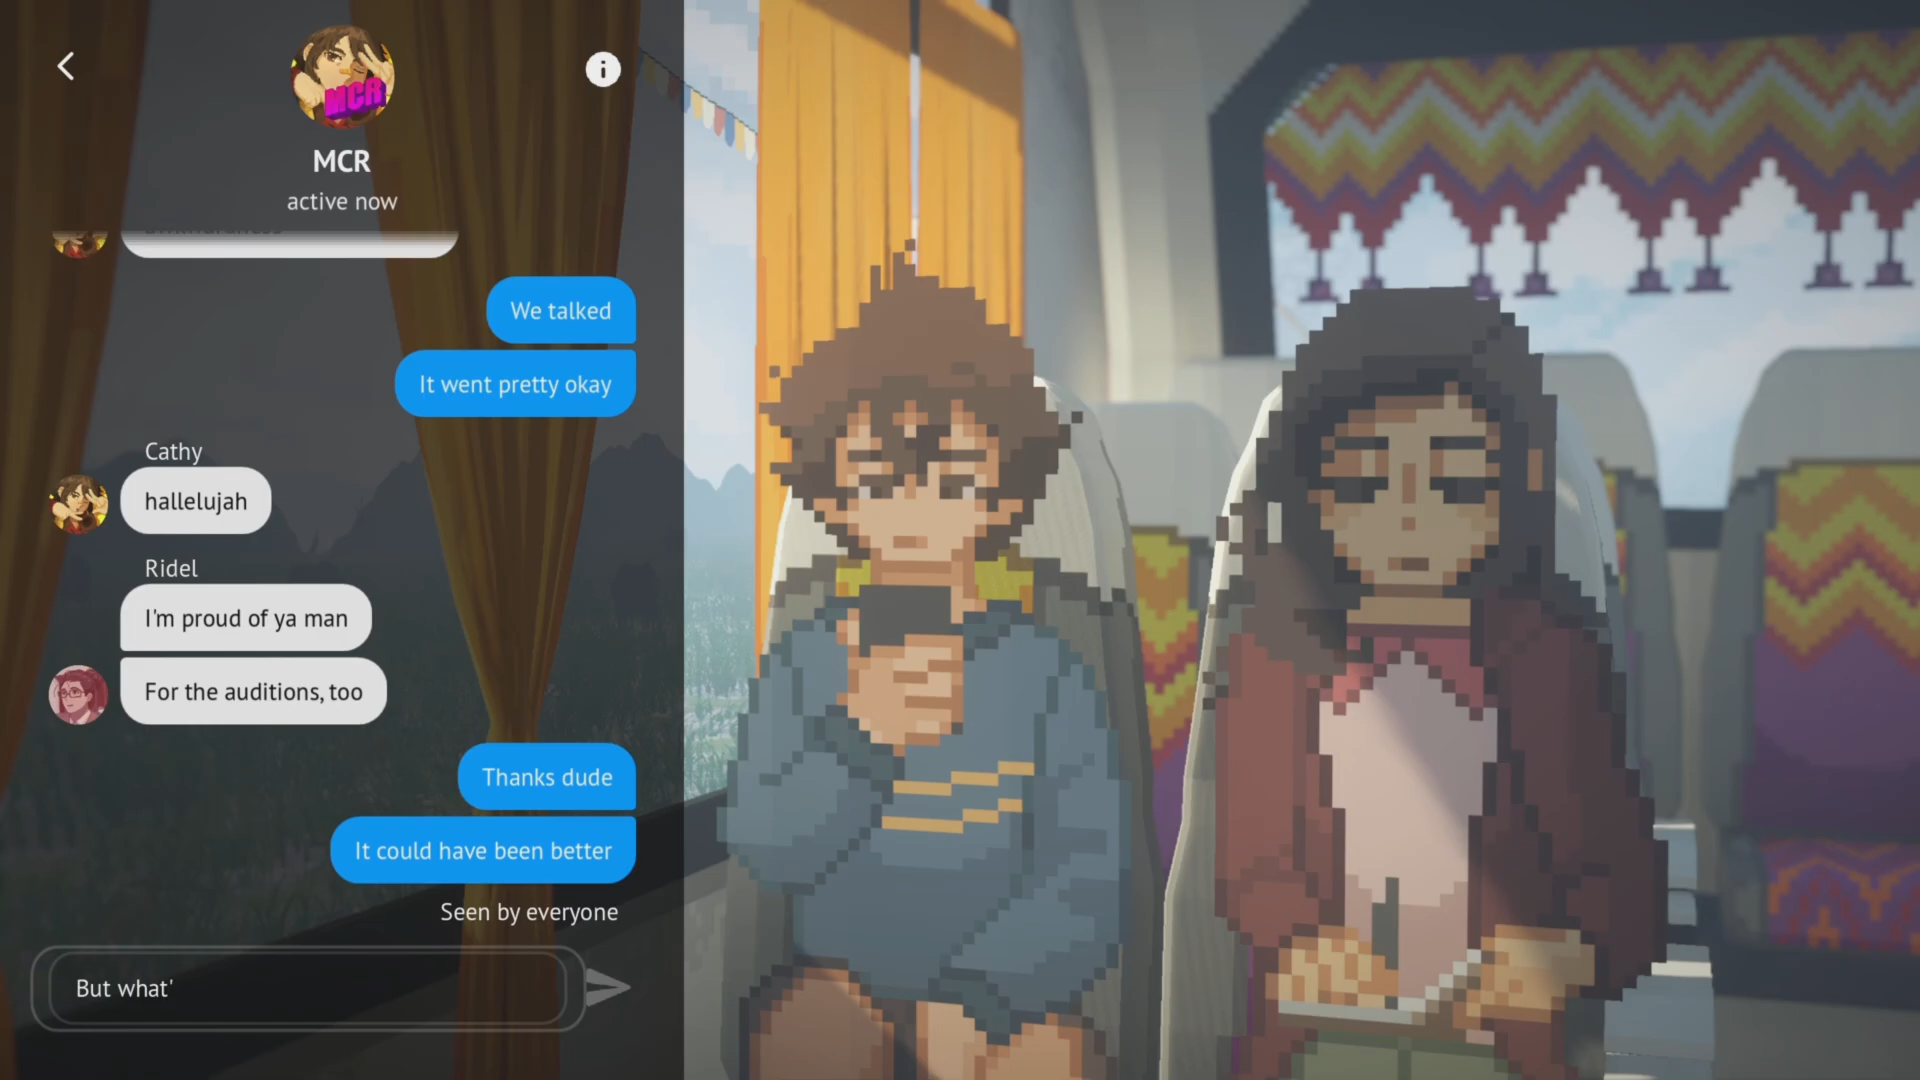 MCR
MCR
active now
We talked
It went pretty okay
Cathy
hallelujah
Ridel
I'm proud of ya man
For the auditions, too
Thanks dude
It could have been better
Seen by everyone
But what'